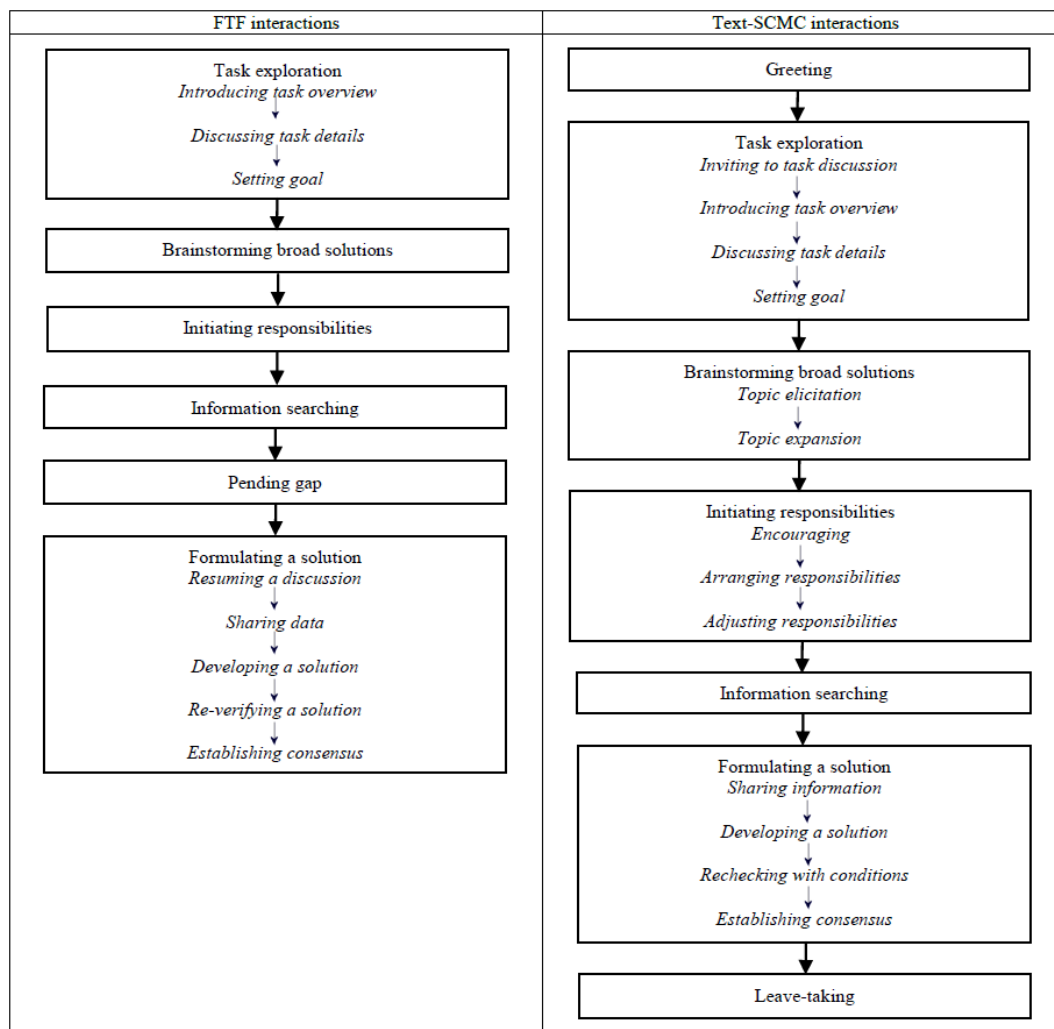 FTF interactions
Task exploration
Introducing task overview
Discussing task details
Setting goal
Brainstorming broad solutions
Initiating responsibilities
Information searching
Pending gap
Formulating a solution
Resuming a discussion
Sharing data
Developing a solution
Re-verifying a solution
Establishing consensus
Text-SCMC interactions
Greeting
Task exploration
Inviting to task discussion
Introducing task overview
Discussing task details
Setting goal
Brainstorming broad solutions
Topic elicitation
Topic expansion
Initiating responsibilities
Encouraging
Arranging responsibilities
Adjusting responsibilities
Information searching
Formulating a solution
Sharing information
Developing a solution
Rechecking with conditions
Establishing consensus
Leave-taking